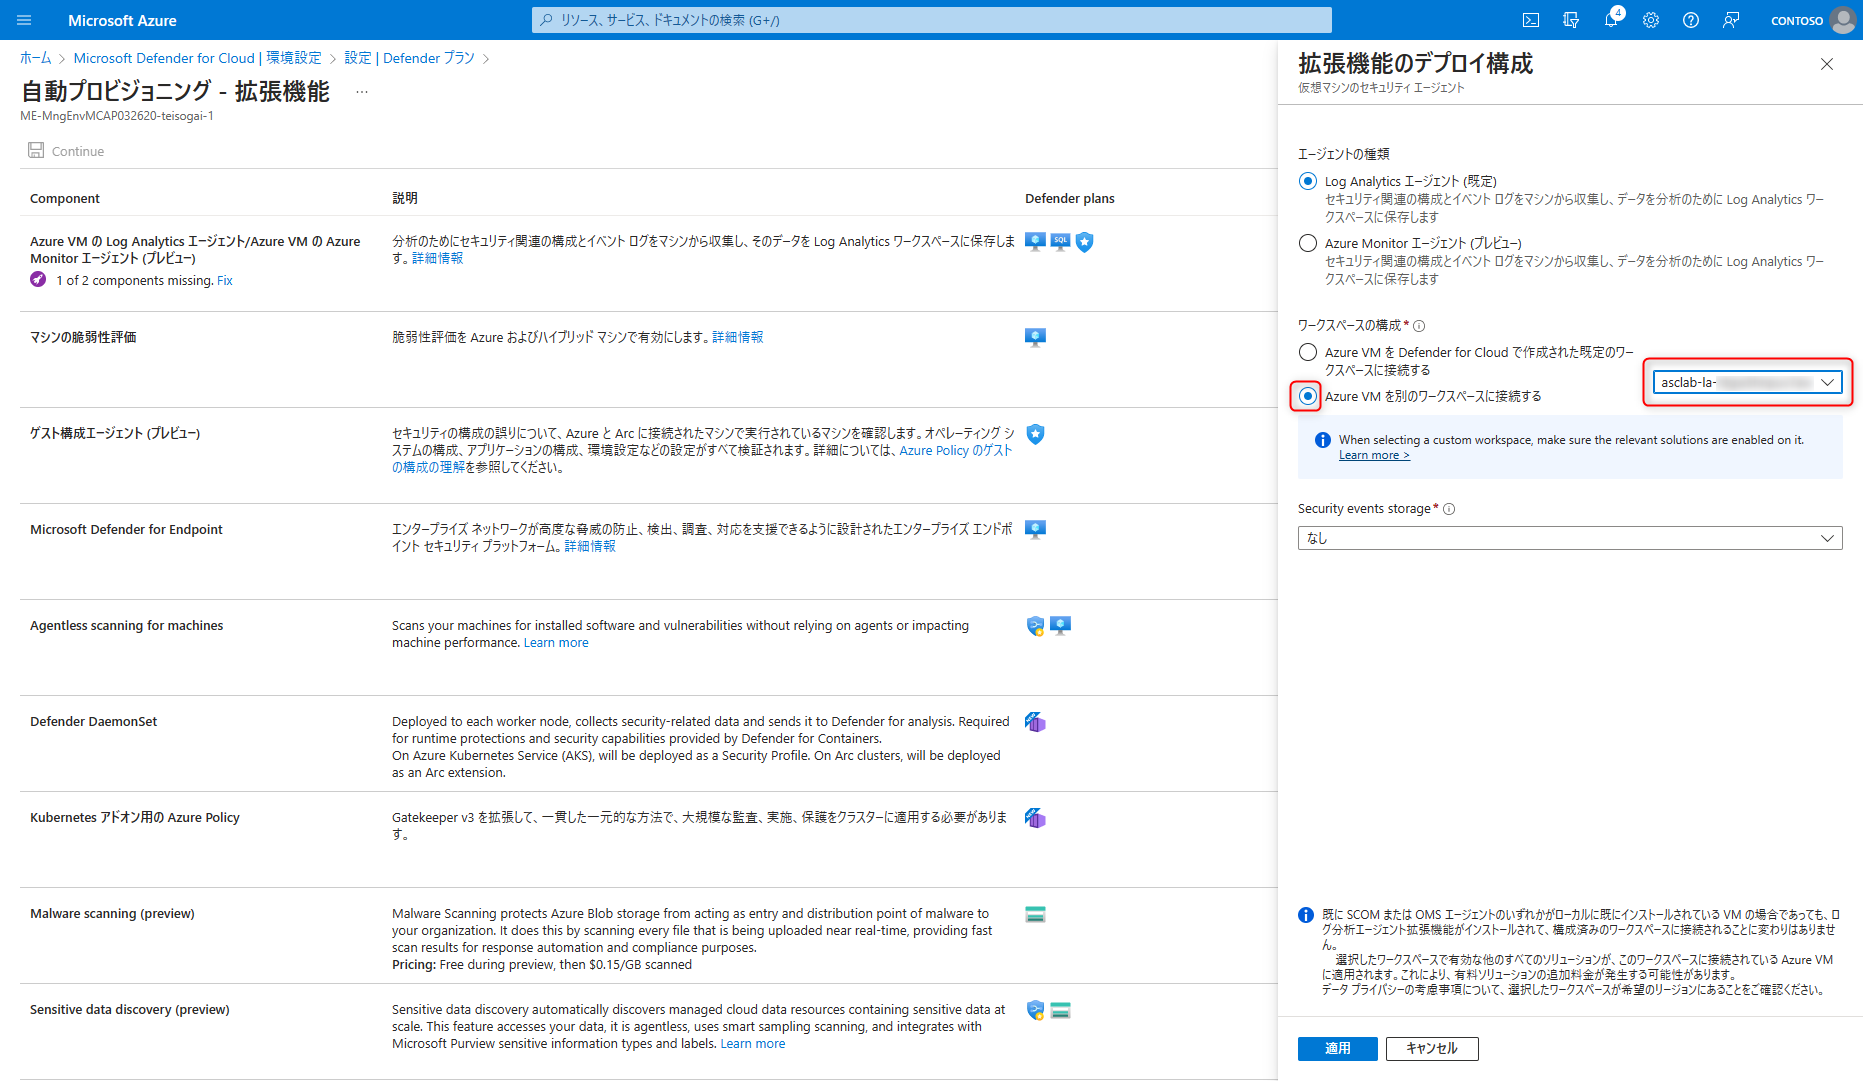 Microsoft Azure
リソース、サービス、ドキュメントの検索 (G+/)
4
CONTOSO
ホーム > Microsoft Defender for Cloud | 環境設定 > 設定 | Defender プラン >
自動プロビジョニング - 拡張機能 …
ME-MngEnvMCAP032620-teisogai-1
Continue
Component 説明 Defender plans
Azure VM の Log Analytics エージェント/Azure VM の Azure
Monitor エージェント (プレビュー)
1 of 2 components missing. Fix
分析のためにセキュリティ関連の構成とイベント ログをマシンから収集し、そのデータを Log Analytics ワークスペースに保存しま
す。詳細情報
SQL
マシンの脆弱性評価
脆弱性評価を Azure およびハイブリッド マシンで有効にします。詳細情報
ゲスト構成エージェント (プレビュー)
セキュリティの構成の誤りについて、Azure と Arc に接続されたマシンで実行されているマシンを確認します。オペレーティング シ
ステムの構成、アプリケーションの構成、環境設定などの設定がすべて検証されます。詳細については、Azure Policy のゲスト
の構成の理解を参照してください。
Microsoft Defender for Endpoint
エンタープライズ ネットワークが高度な脅威の防止、検出、調査、対応を支援できるように設計されたエンタープライズ エンドポ
イント セキュリティ プラットフォーム。詳細情報
Agentless scanning for machines
Scans your machines for installed software and vulnerabilities without relying on agents or impacting
machine performance. Learn more
Defender DaemonSet
Deployed to each worker node, collects security-related data and sends it to Defender for analysis. Required
for runtime protections and security capabilities provided by Defender for Containers.
On Azure Kubernetes Service (AKS), will be deployed as a Security Profile. On Arc clusters, will be deployed
as an Arc extension.
Kubernetes アドオン用の Azure Policy
Gatekeeper v3 を拡張して、一貫した一元的な方法で、大規模な監査、実施、保護をクラスターに適用する必要がありま
す。
Malware scanning (preview)
Malware Scanning protects Azure Blob storage from acting as entry and distribution point of malware to
your organization. It does this by scanning every file that is being uploaded near real-time, providing fast
scan results for response automation and compliance purposes.
Pricing: Free during preview, then $0.15/GB scanned
Sensitive data discovery (preview)
Sensitive data discovery automatically discovers managed cloud data resources containing sensitive data at
scale. This feature accesses your data, it is agentless, uses smart sampling scanning, and integrates with
Microsoft Purview sensitive information types and labels. Learn more
拡張機能のデプロイ構成
仮想マシンのセキュリティ エージェント
エージェントの種類
Log Analytics エージェント (既定)
セキュリティ関連の構成とイベント ログをマシンから収集し、データを分析のために Log Analytics ワー
クスペースに保存します
Azure Monitor エージェント (プレビュー)
セキュリティ関連の構成とイベント ログをマシンから収集し、データを分析のために Log Analytics ワー
クスペースに保存します
ワークスペースの構成 *
Azure VM を Defender for Cloud で作成された既定のワー
クスペースに接続する
Azure VM を別のワークスペースに接続する
asclab-la-
When selecting a custom workspace, make sure the relevant solutions are enabled on it.
Learn more >
Security events storage *
なし
既に SCOM または OMS エージェントのいずれかがローカルに既にインストールされている VM の場合であっても、ロ
グ分析エージェント拡張機能がインストールされて、構成済みのワークスペースに接続されることに変わりはありませ
ん。
選択したワークスペースで有効な他のすべてのソリューションが、このワークスペースに接続されている Azure VM
に適用されます。これにより、有料ソリューションの追加料金が発生する可能性があります。
データ プライバシーの考慮事項について、選択したワークスペースが希望のリージョンにあることをご確認ください。
適用
キャンセル